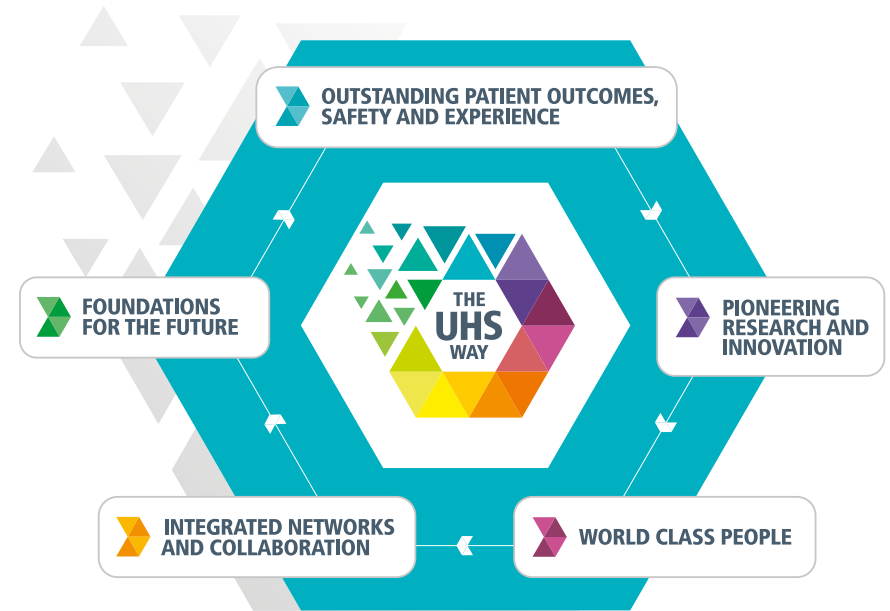 OUTSTANDING PATIENT OUTCOMES,
SAFETY AND EXPERIENCE
FOUNDATIONS
FOR THE FUTURE
THE
UHS
WAY
PIONEERING
RESEARCH AND
INNOVATION
INTEGRATED NETWORKS
AND COLLABORATION
WORLD CLASS PEOPLE